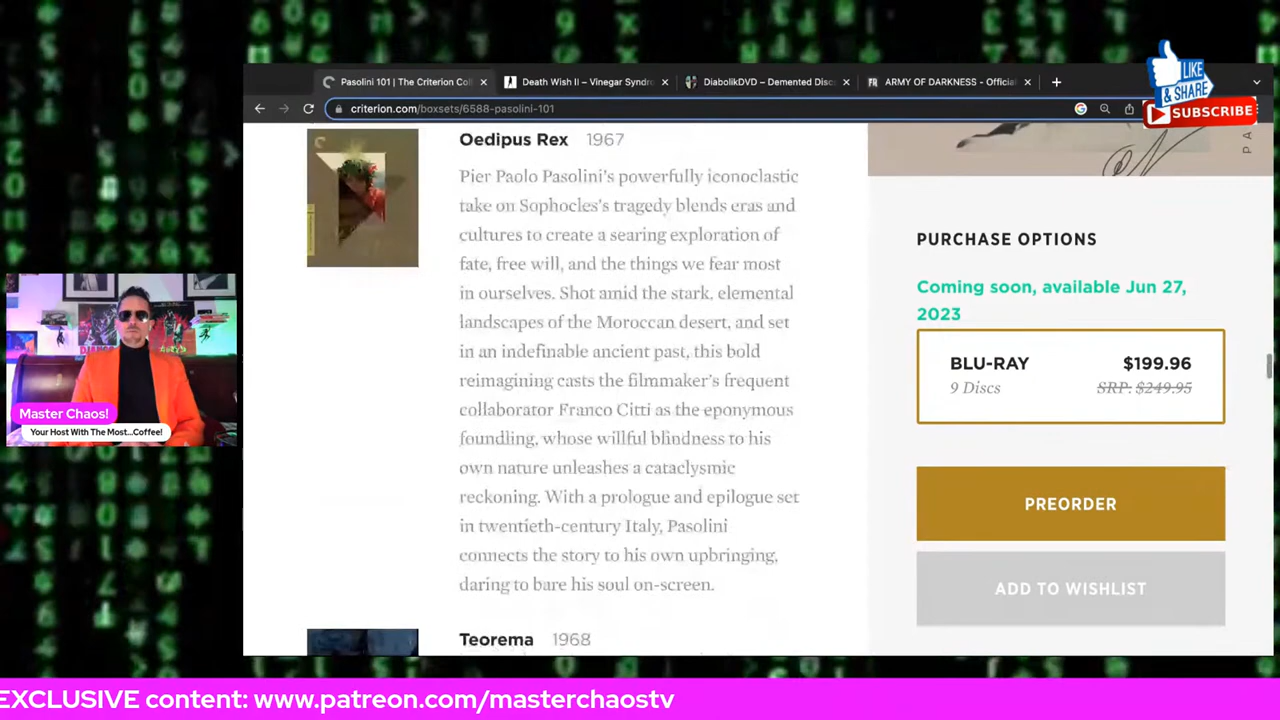 LIKE
& SHARE
SUBSCRIBE
Pasolini 101 | The Criterion Col
Death Wish II – Vinegar Syndro
DiabolikDVD – Demented Disc
ARMY OF DARKNESS - Official
criterion.com/boxsets/6588-pasolini-101
Oedipus Rex 1967
Pier Paolo Pasolini's powerfully iconoclastic
take on Sophocles's tragedy blends eras and
cultures to create a searing exploration of
fate, free will, and the things we fear most
in ourselves. Shot amid the stark, elemental
landscapes of the Moroccan desert, and set
in an indefinable ancient past, this bold
reimagining casts the filmmaker's frequent
collaborator Franco Citti as the eponymous
foundling, whose willful blindness to his
own nature unleashes a cataclysmic
reckoning. With a prologue and epilogue set
in twentieth-century Italy, Pasolini
connects the story to his own upbringing,
daring to bare his soul on-screen.
Teorema 1968
P A
PURCHASE OPTIONS
Coming soon, available Jun 27,
2023
BLU-RAY $199.96
9 Discs SRP: $249.95
PREORDER
ADD TO WISHLIST
Master Chaos!
Your Host With The Most...Coffee!
EXCLUSIVE content: www.patreon.com/masterchaostv